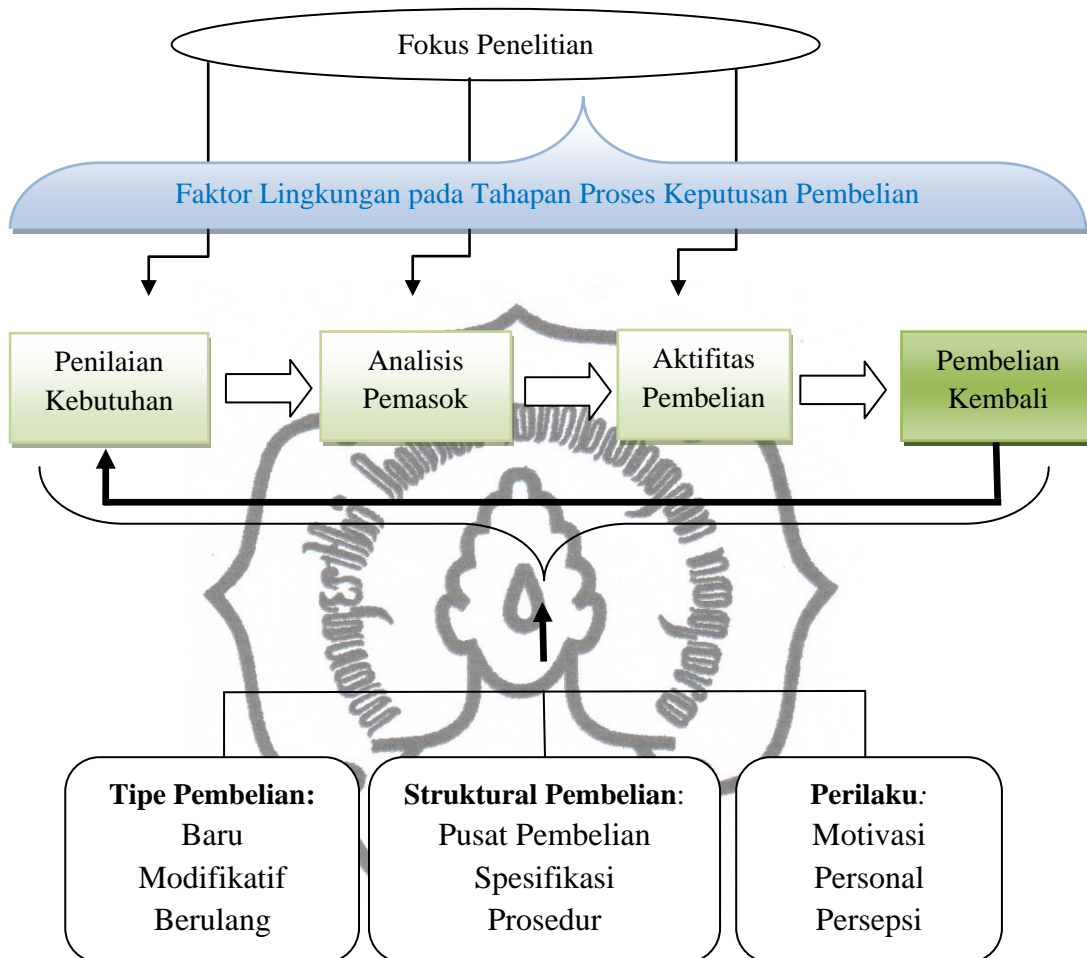 Fokus Penelitian
Faktor Lingkungan pada Tahapan Proses Keputusan Pembelian
Penilaian
Kebutuhan
Analisis
Pemasok
Aktifitas
Pembelian
Pembelian
Kembali
Tipe Pembelian:
Baru
Modifikatif
Berulang
Struktural Pembelian:
Pusat Pembelian
Spesifikasi
Prosedur
Perilaku:
Motivasi
Personal
Persepsi